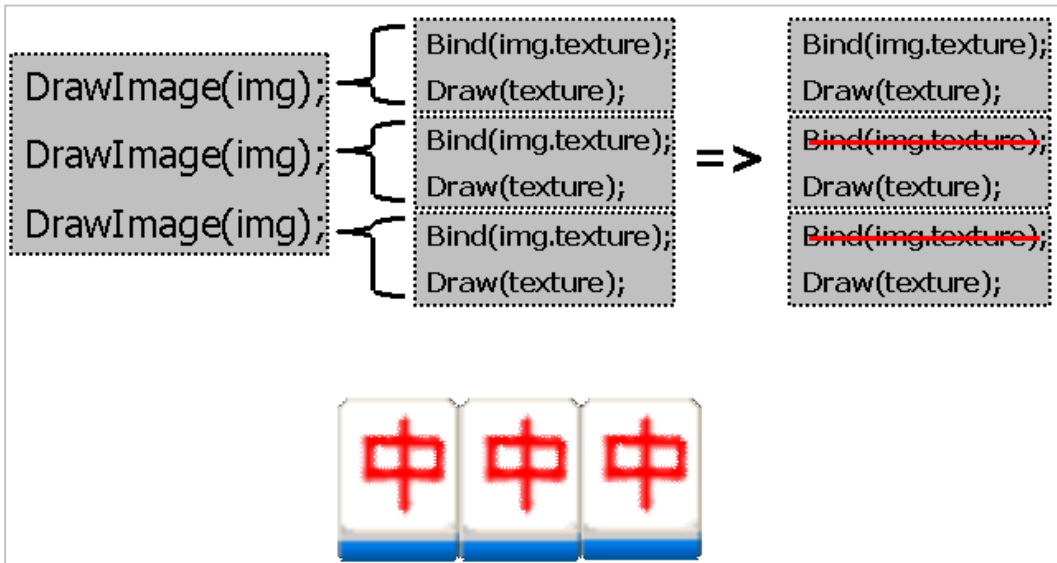 DrawImage(img);
DrawImage(img);
DrawImage(img);
Bind(img.texture);
Draw(texture);
Bind(img.texture);
Draw(texture);
Bind(img.texture);
Draw(texture);
=>
Bind(img.texture);
Draw(texture);
Bind(img.texture);
Draw(texture);
Bind(img.texture);
Draw(texture);
中 中 中